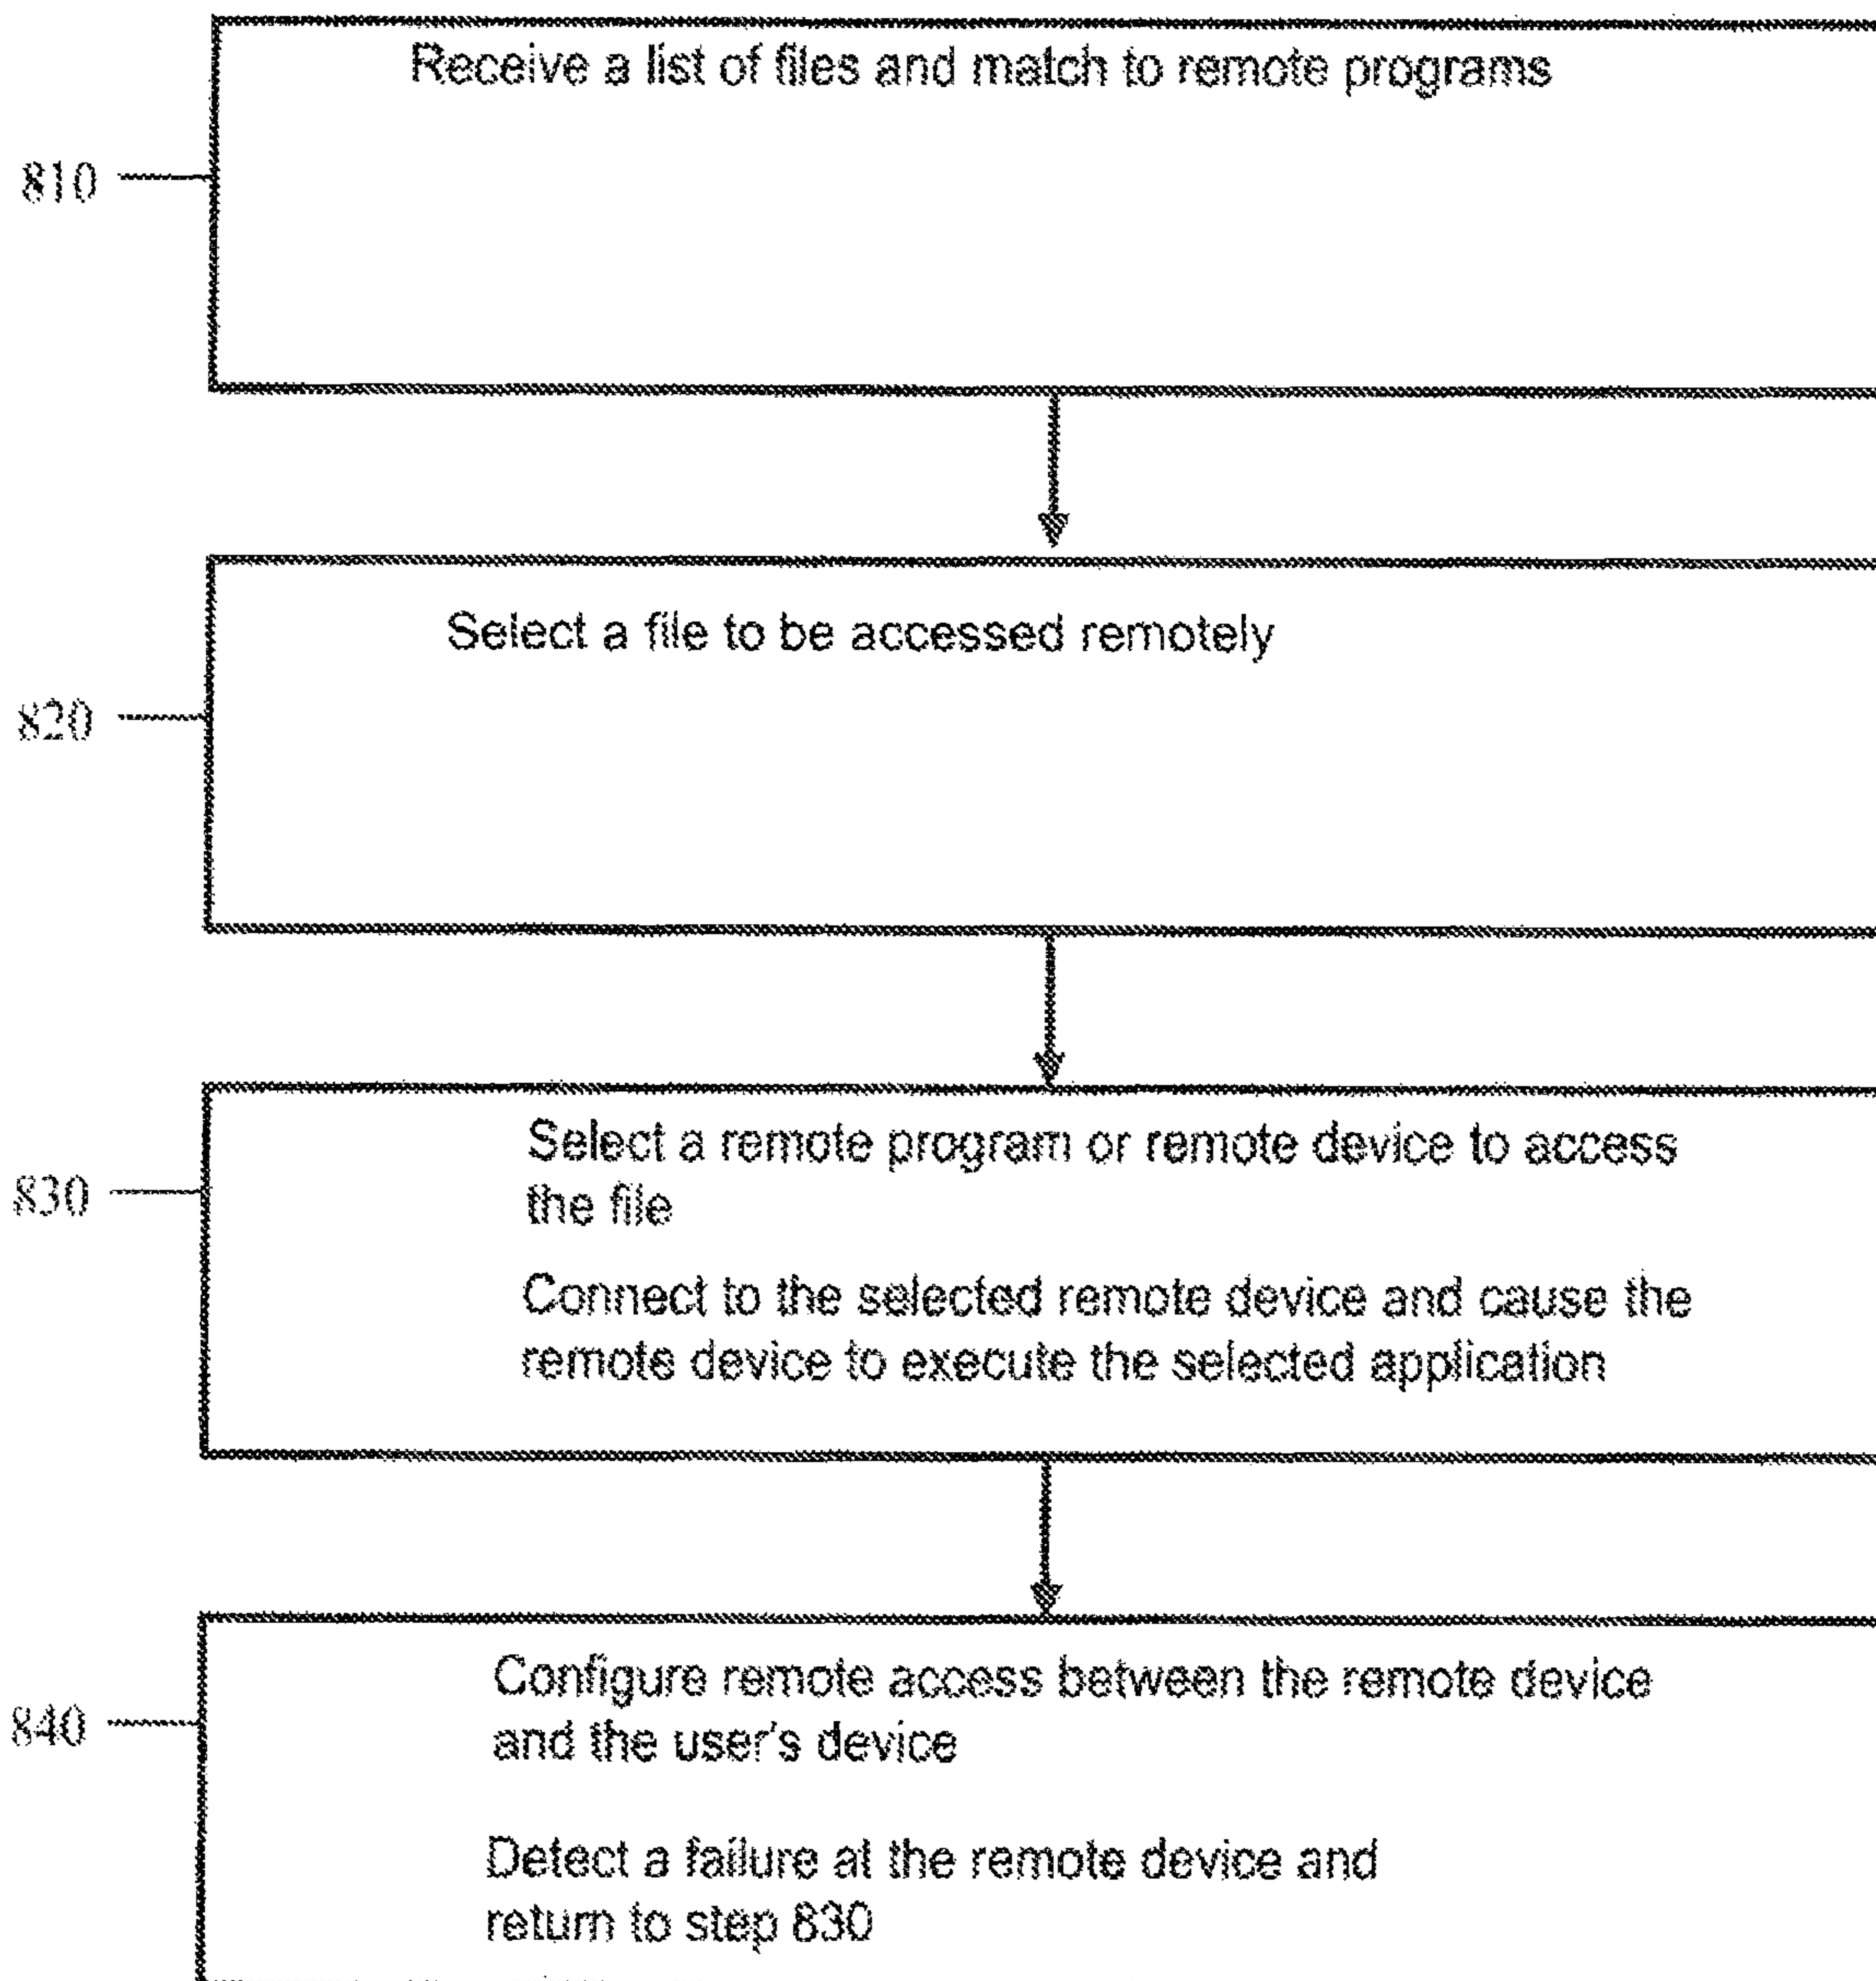 Receive a list of files and match to remote programs
810
Select a file to be accessed remotely
820
Select a remote program or remote device to access
the file
830
Connect to the selected remote device and cause the
remote device to execute the selected application
Configure remote access between the remote device
and the user's device
840
Detect a failure at the remote device and
return to step 830